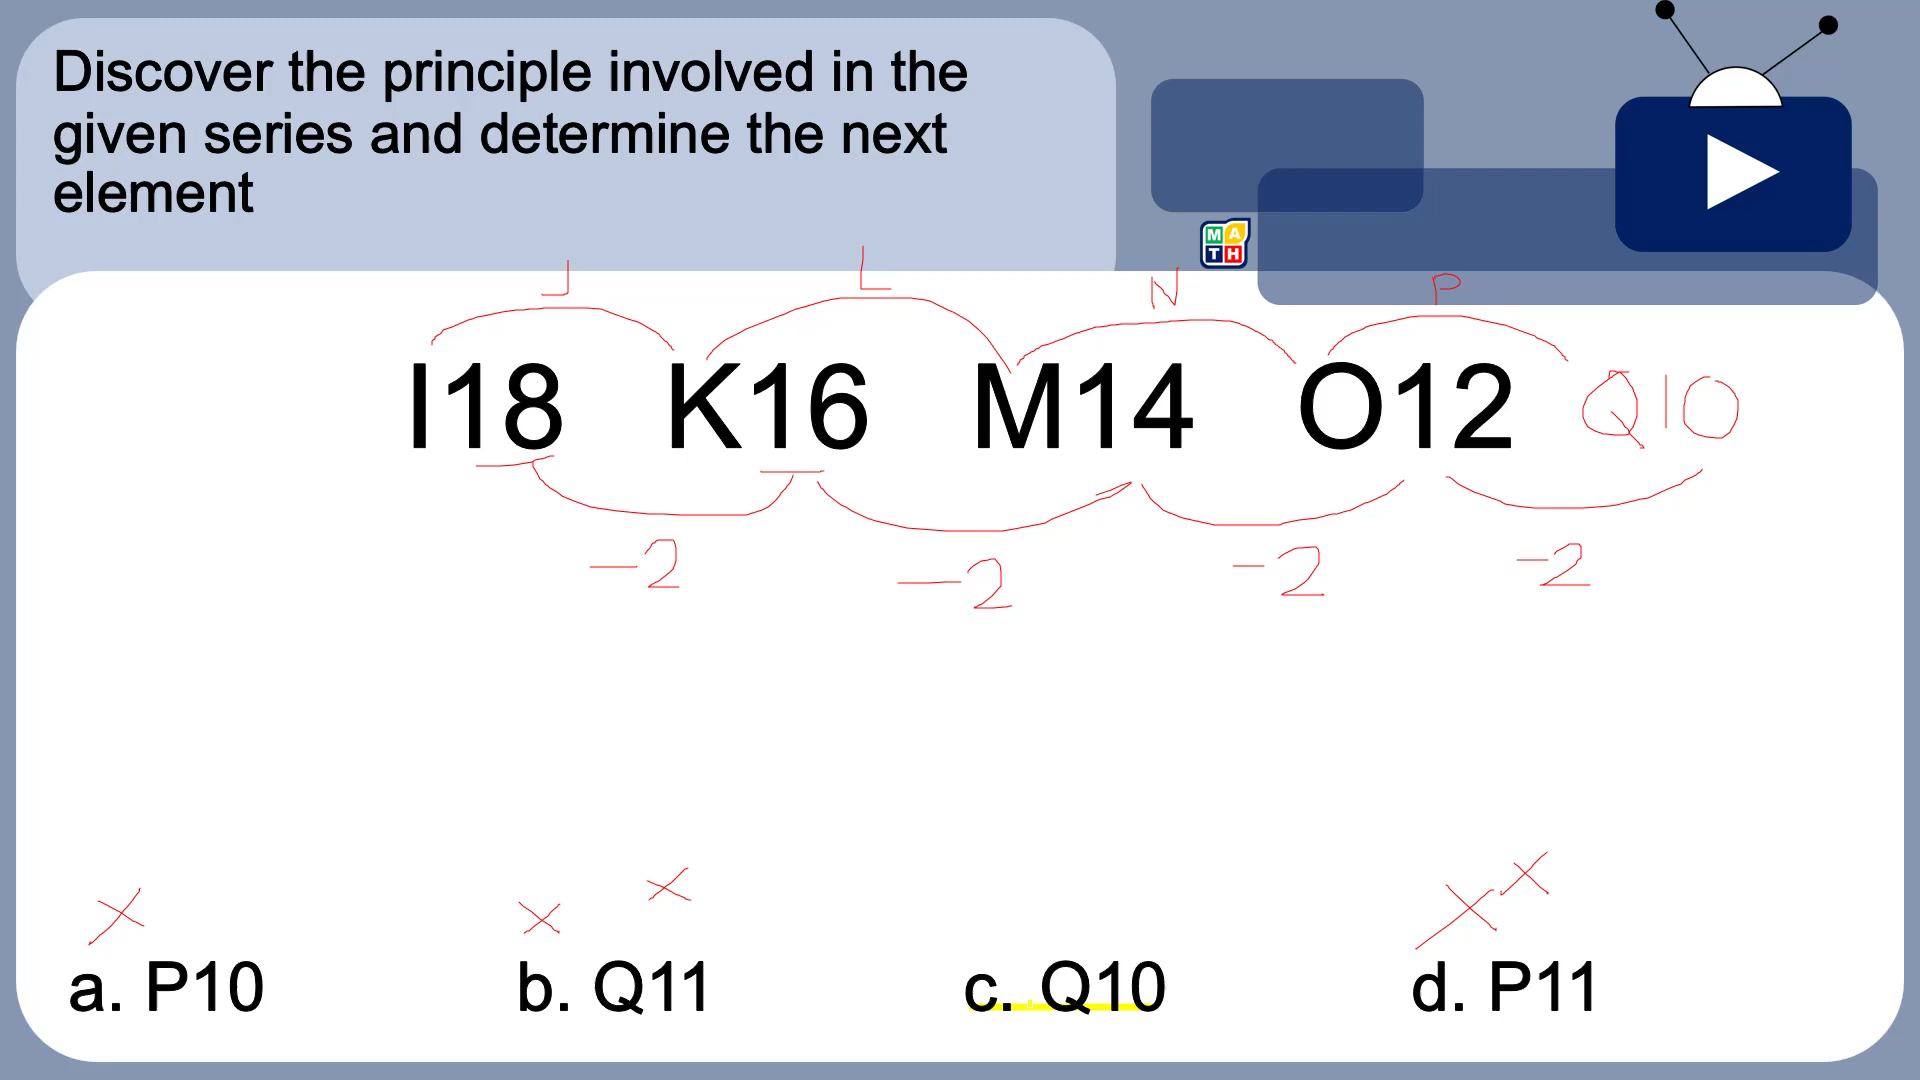 Discover the principle involved in the
given series and determine the next
element
MATH
J L N P
I18 K16 M14 O12 Q10
-2 -2 -2 -2
a. P10 b. Q11 c. Q10 d. P11